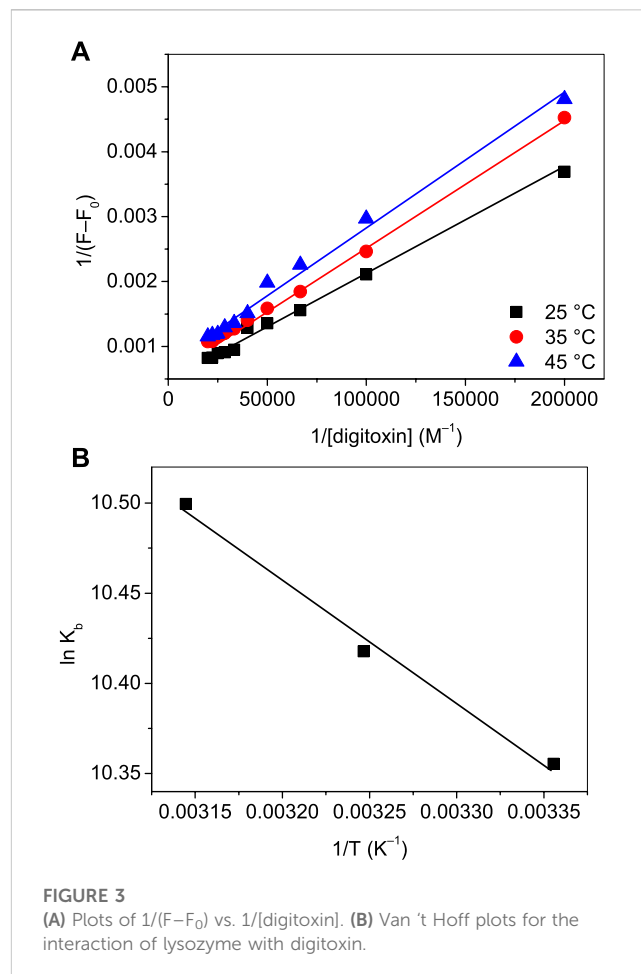 A
0.005
0.004
0.003
0.002
0.001
1/(F−F₀)
25 °C
35 °C
45 °C
0 50000 100000 150000 200000
1/[digitoxin] (M⁻¹)
B
10.50
10.45
10.40
10.35
ln K_b
0.00315 0.00320 0.00325 0.00330 0.00335
1/T (K⁻¹)
FIGURE 3
(A) Plots of 1/(F–F₀) vs. 1/[digitoxin]. (B) Van ’t Hoff plots for the
interaction of lysozyme with digitoxin.